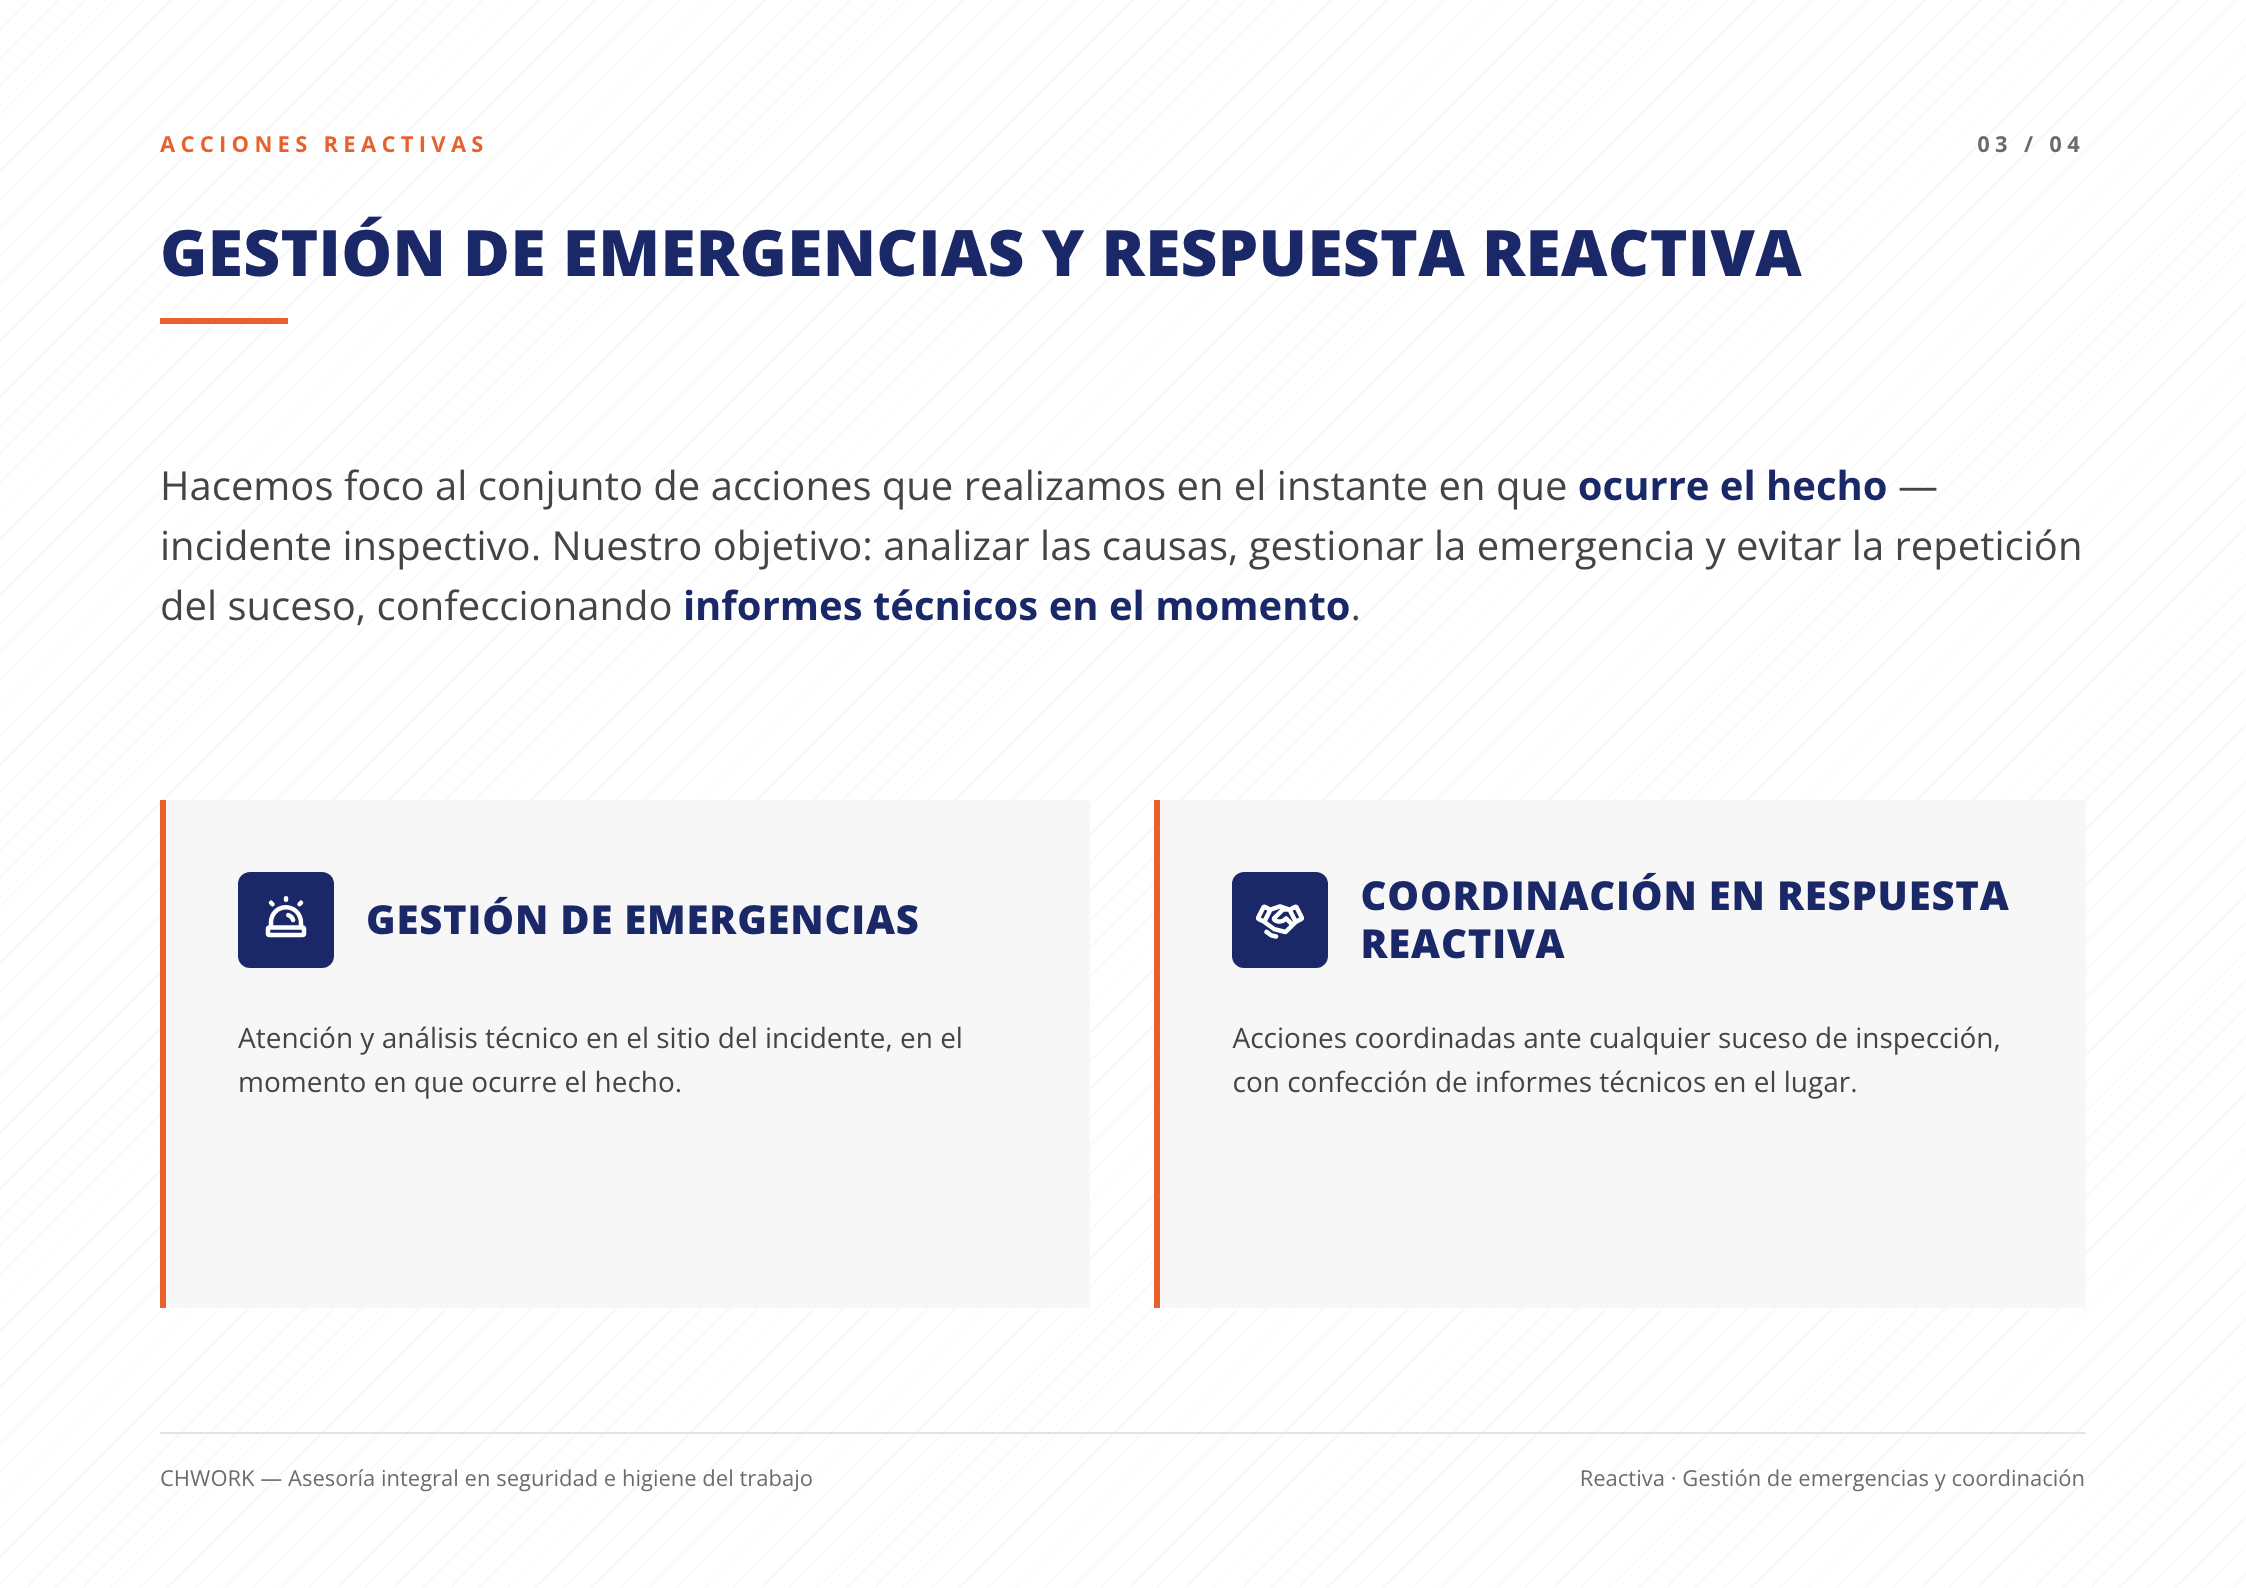 ACCIONES REACTIVAS
03 / 04
GESTIÓN DE EMERGENCIAS Y RESPUESTA REACTIVA
Hacemos foco al conjunto de acciones que realizamos en el instante en que ocurre el hecho —
incidente inspectivo. Nuestro objetivo: analizar las causas, gestionar la emergencia y evitar la repetición
del suceso, confeccionando informes técnicos en el momento.
GESTIÓN DE EMERGENCIAS
Atención y análisis técnico en el sitio del incidente, en el
momento en que ocurre el hecho.
COORDINACIÓN EN RESPUESTA
REACTIVA
Acciones coordinadas ante cualquier suceso de inspección,
con confección de informes técnicos en el lugar.
CHWORK — Asesoría integral en seguridad e higiene del trabajo
Reactiva · Gestión de emergencias y coordinación